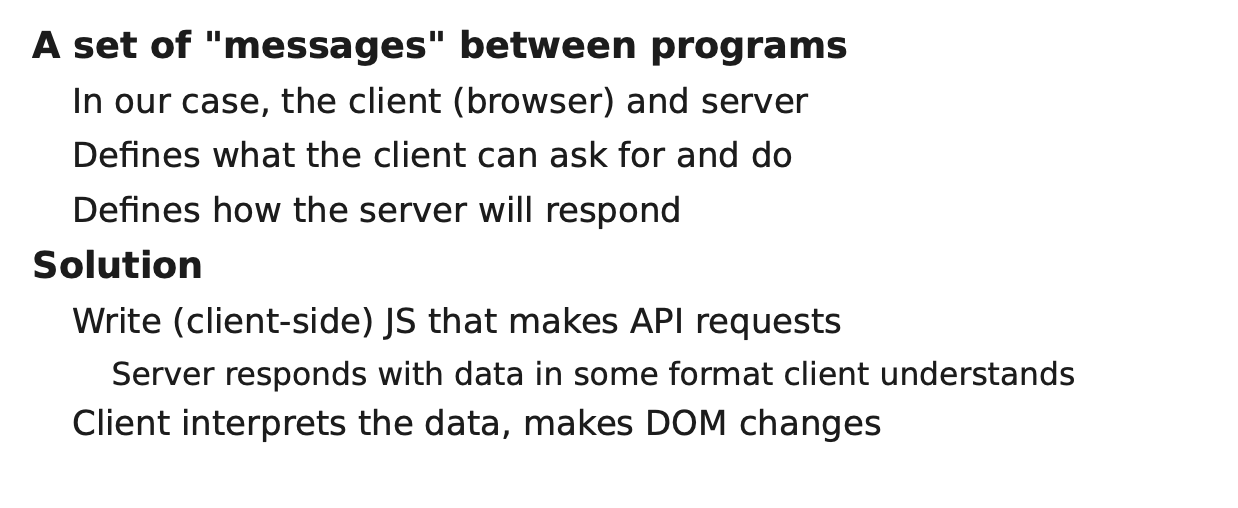 A set of "messages" between programs
In our case, the client (browser) and server
Defines what the client can ask for and do
Defines how the server will respond
Solution
Write (client-side) JS that makes API requests
Server responds with data in some format client understands
Client interprets the data, makes DOM changes